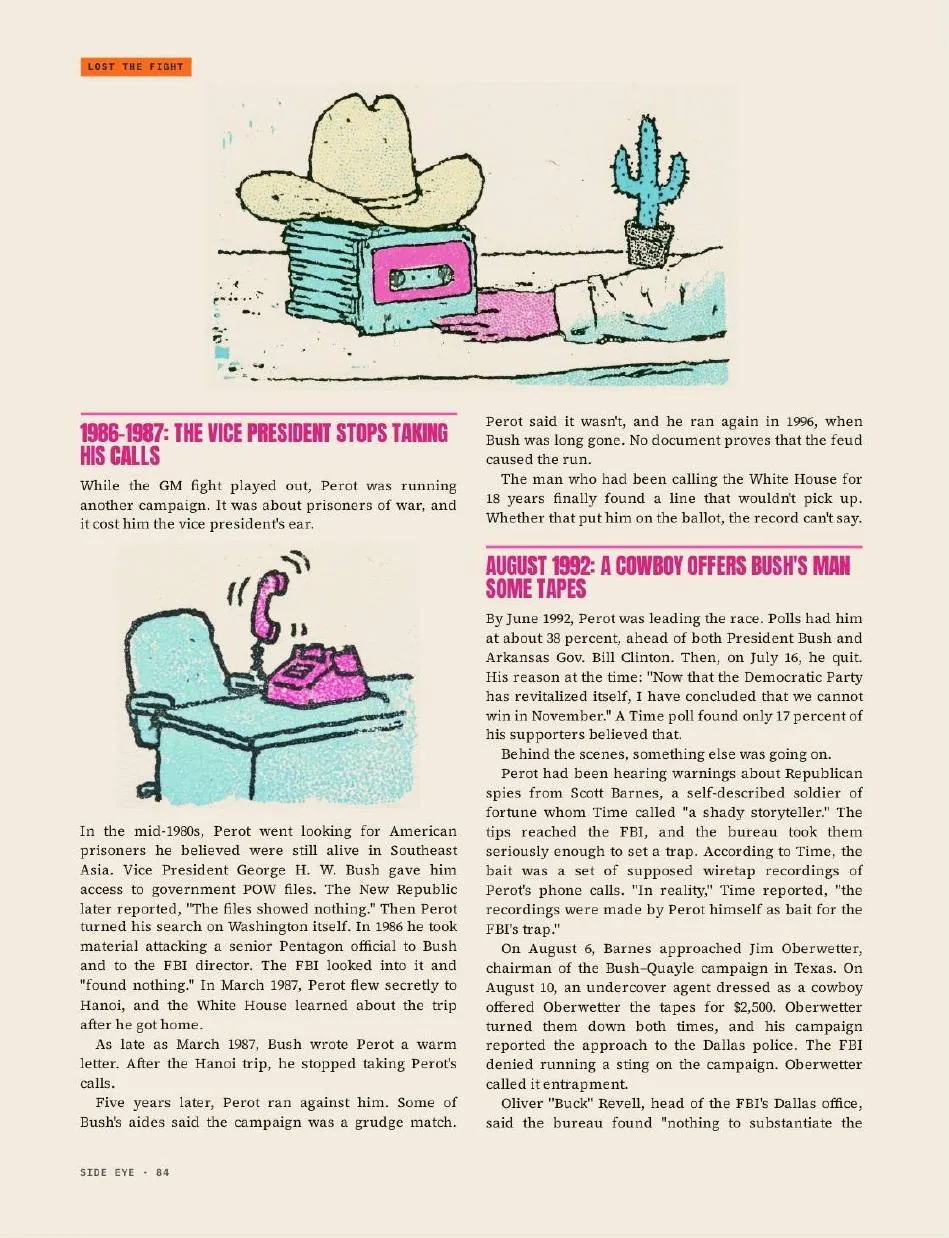 LOST THE FIGHT
1986-1987: THE VICE PRESIDENT STOPS TAKING
HIS CALLS
While the GM fight played out, Perot was running
another campaign. It was about prisoners of war, and
it cost him the vice president's ear.
In the mid-1980s, Perot went looking for American
prisoners he believed were still alive in Southeast
Asia. Vice President George H. W. Bush gave him
access to government POW files. The New Republic
later reported, "The files showed nothing." Then Perot
turned his search on Washington itself. In 1986 he took
material attacking a senior Pentagon official to Bush
and to the FBI director. The FBI looked into it and
"found nothing." In March 1987, Perot flew secretly to
Hanoi, and the White House learned about the trip
after he got home.
As late as March 1987, Bush wrote Perot a warm
letter. After the Hanoi trip, he stopped taking Perot's
calls.
Five years later, Perot ran against him. Some of
Bush's aides said the campaign was a grudge match.
Perot said it wasn't, and he ran again in 1996, when
Bush was long gone. No document proves that the feud
caused the run.
The man who had been calling the White House for
18 years finally found a line that wouldn't pick up.
Whether that put him on the ballot, the record can't say.
AUGUST 1992: A COWBOY OFFERS BUSH'S MAN
SOME TAPES
By June 1992, Perot was leading the race. Polls had him
at about 38 percent, ahead of both President Bush and
Arkansas Gov. Bill Clinton. Then, on July 16, he quit.
His reason at the time: "Now that the Democratic Party
has revitalized itself, I have concluded that we cannot
win in November." A Time poll found only 17 percent of
his supporters believed that.
Behind the scenes, something else was going on.
Perot had been hearing warnings about Republican
spies from Scott Barnes, a self-described soldier of
fortune whom Time called "a shady storyteller." The
tips reached the FBI, and the bureau took them
seriously enough to set a trap. According to Time, the
bait was a set of supposed wiretap recordings of
Perot's phone calls. "In reality," Time reported, "the
recordings were made by Perot himself as bait for the
FBI's trap."
On August 6, Barnes approached Jim Oberwetter,
chairman of the Bush–Quayle campaign in Texas. On
August 10, an undercover agent dressed as a cowboy
offered Oberwetter the tapes for $2,500. Oberwetter
turned them down both times, and his campaign
reported the approach to the Dallas police. The FBI
denied running a sting on the campaign. Oberwetter
called it entrapment.
Oliver "Buck" Revell, head of the FBI's Dallas office,
said the bureau found "nothing to substantiate the
SIDE EYE · 84